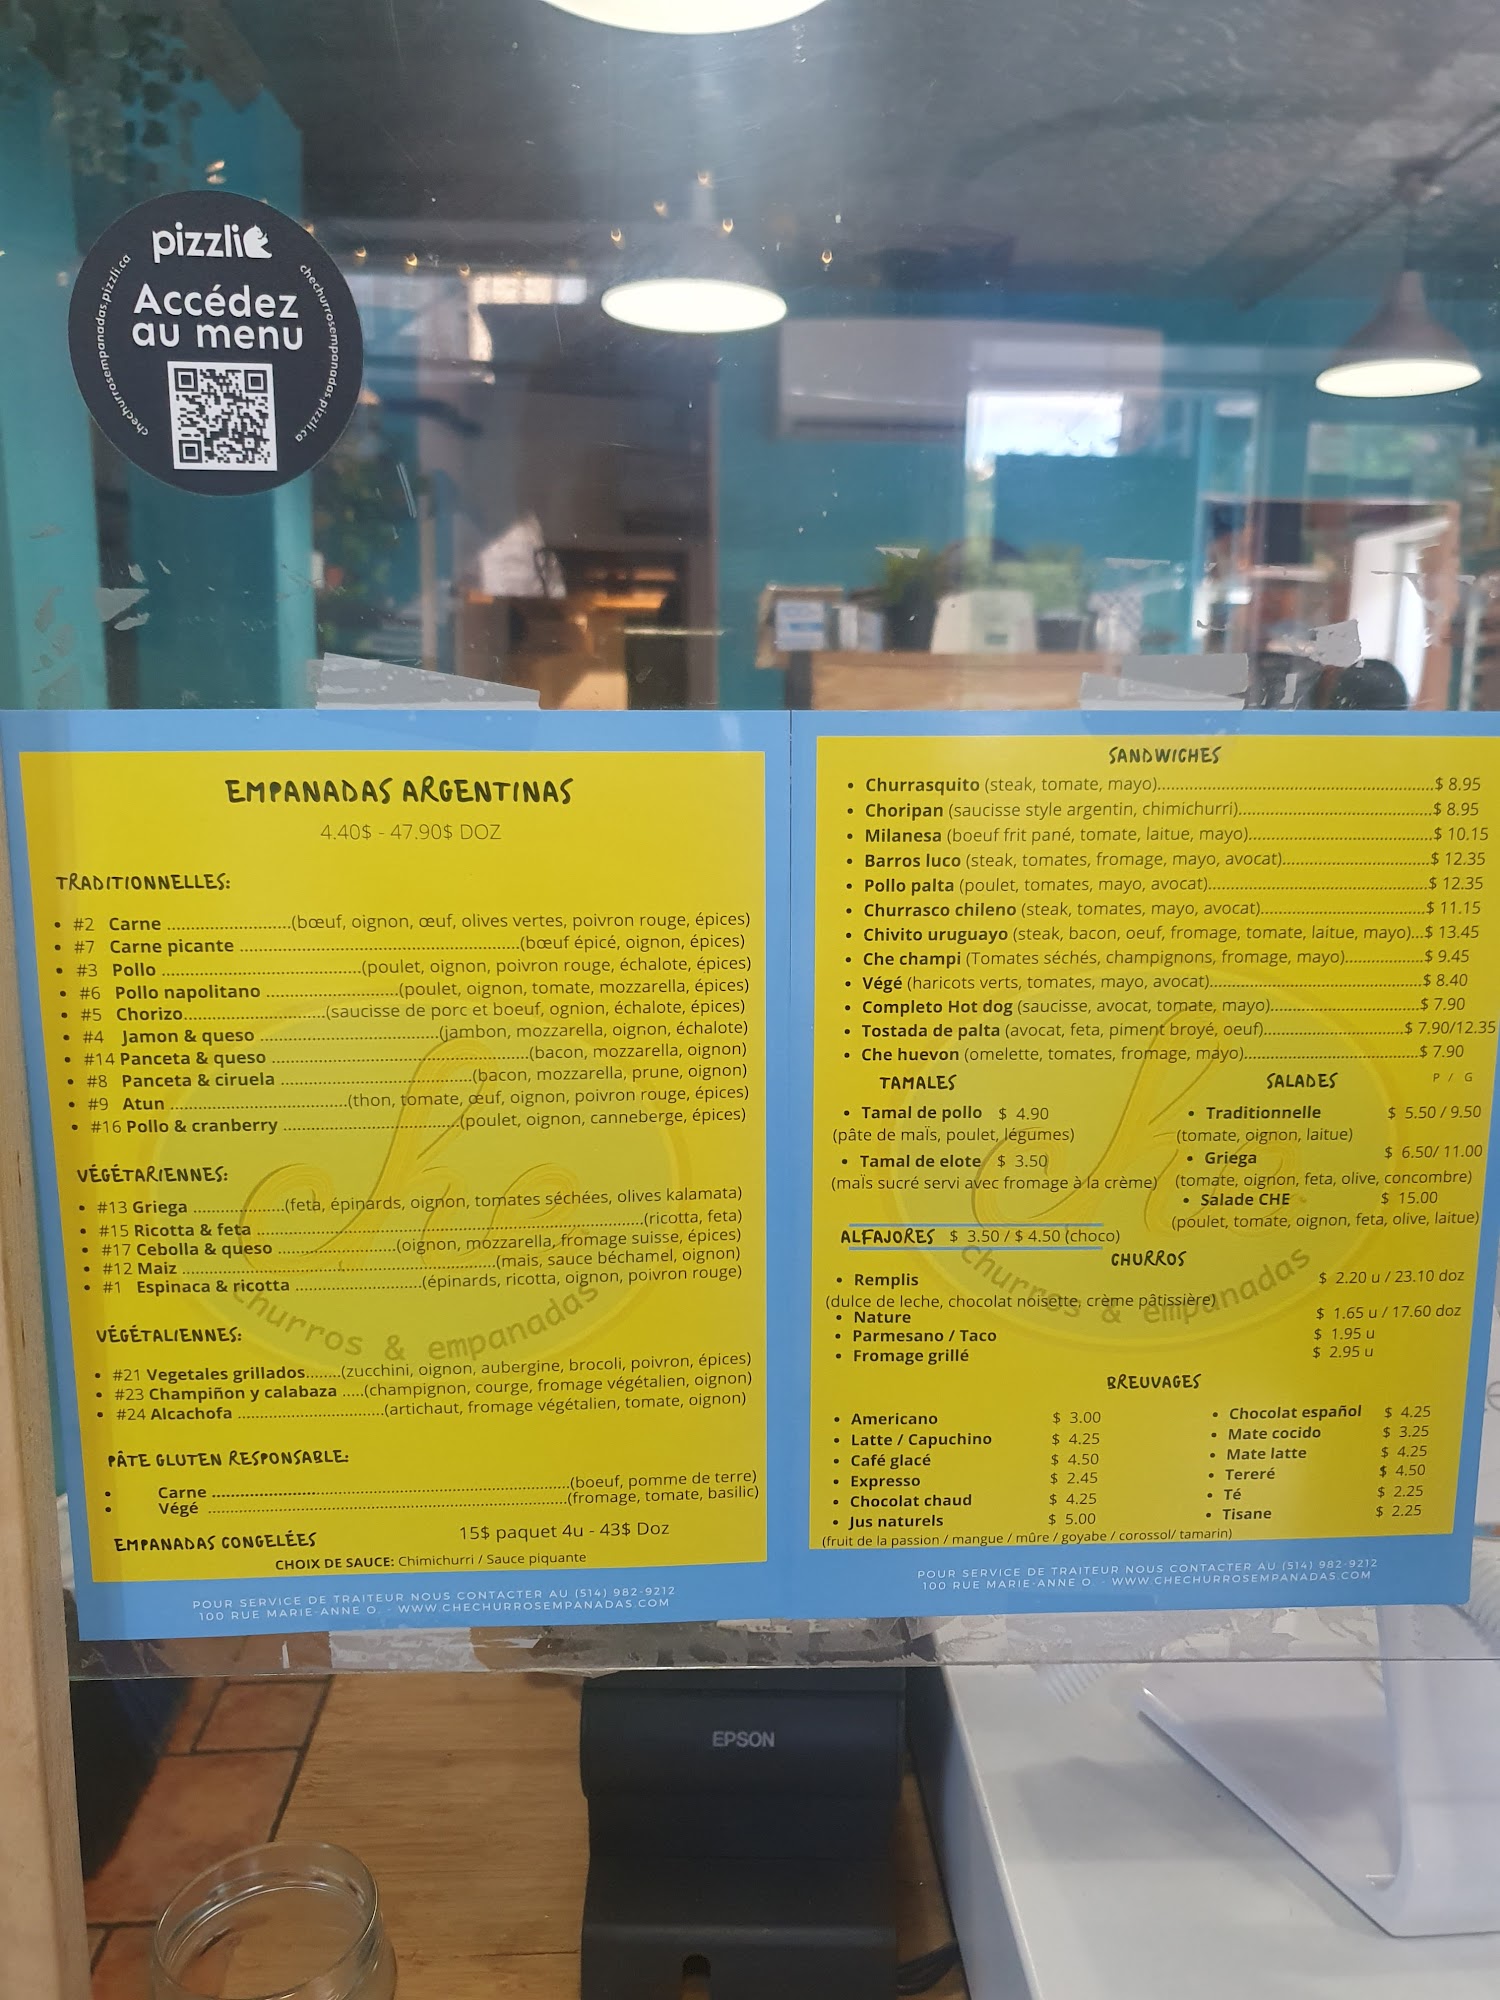 pizzli
Accédez
au menu
chechurrosempanadas.pizzli.ca
chechurrosempanadas.pizzli.ca
EMPANADAS ARGENTINAS
4.40$ - 47.90$ DOZ
TRADITIONNELLES:
• #2 Carne ........................(bœuf, oignon, œuf, olives vertes, poivron rouge, épices)
• #7 Carne picante ........................(bœuf épicé, oignon, épices)
• #3 Pollo ........................(poulet, oignon, poivron rouge, échalote, épices)
• #6 Pollo napolitano ........................(poulet, oignon, tomate, mozzarella, épices)
• #5 Chorizo........................(saucisse de porc et boeuf, ognion, échalote, épices)
• #4 Jamon & queso ........................(jambon, mozzarella, oignon, échalote)
• #14 Panceta & queso ........................(bacon, mozzarella, oignon)
• #8 Panceta & ciruela ........................(bacon, mozzarella, prune, oignon)
• #9 Atun ........................(thon, tomate, œuf, oignon, poivron rouge, épices)
• #16 Pollo & cranberry ........................(poulet, oignon, canneberge, épices)
VÉGÉTARIENNES:
• #13 Griega ........................(feta, épinards, oignon, tomates séchées, olives kalamata)
• #15 Ricotta & feta ........................(ricotta, feta)
• #17 Cebolla & queso ........................(oignon, mozzarella, fromage suisse, épices)
• #12 Maiz ........................(mais, sauce béchamel, oignon)
• #1 Espinaca & ricotta ........................(épinards, ricotta, oignon, poivron rouge)
che
churros & empanadas
VÉGÉTALIENNES:
• #21 Vegetales grillados........(zucchini, oignon, aubergine, brocoli, poivron, épices)
• #23 Champiñon y calabaza .....(champignon, courge, fromage végétalien, oignon)
• #24 Alcachofa ........................(artichaut, fromage végétalien, tomate, oignon)
PÂTE GLUTEN RESPONSABLE:
• Carne ........................(boeuf, pomme de terre)
• Végé ........................(fromage, tomate, basilic)
EMPANADAS CONGELÉES 15$ paquet 4u - 43$ Doz
CHOIX DE SAUCE: Chimichurri / Sauce piquante
POUR SERVICE DE TRAITEUR NOUS CONTACTER AU (514) 982-9212
100 RUE MARIE-ANNE O. - WWW.CHECHURROSEMPANADAS.COM
SANDWICHES
• Churrasquito (steak, tomate, mayo)........................$ 8.95
• Choripan (saucisse style argentin, chimichurri)........................$ 8.95
• Milanesa (boeuf frit pané, tomate, laitue, mayo)........................$ 10.15
• Barros luco (steak, tomates, fromage, mayo, avocat)........................$ 12.35
• Pollo palta (poulet, tomates, mayo, avocat)........................$ 12.35
• Churrasco chileno (steak, tomates, mayo, avocat)........................$ 11.15
• Chivito uruguayo (steak, bacon, oeuf, fromage, tomate, laitue, mayo)...$ 13.45
• Che champi (Tomates séchés, champignons, fromage, mayo)...............$ 9.45
• Végé (haricots verts, tomates, mayo, avocat)........................$ 8.40
• Completo Hot dog (saucisse, avocat, tomate, mayo)........................$ 7.90
• Tostada de palta (avocat, feta, piment broyé, oeuf)........................$ 7.90/12.35
• Che huevon (omelette, tomates, fromage, mayo)........................$ 7.90
TAMALES
• Tamal de pollo $ 4.90
(pâte de maïs, poulet, légumes)
• Tamal de elote $ 3.50
(maïs sucré servi avec fromage à la crème)
SALADES P / G
• Traditionnelle $ 5.50 / 9.50
(tomate, oignon, laitue)
• Griega $ 6.50/ 11.00
(tomate, oignon, feta, olive, concombre)
• Salade CHE $ 15.00
(poulet, tomate, oignon, feta, olive, laitue)
ALFAJORES $ 3.50 / $ 4.50 (choco)
che
churros & empanadas
CHURROS
• Remplis $ 2.20 u / 23.10 doz
(dulce de leche, chocolat noisette, crème pâtissière)
• Nature $ 1.65 u / 17.60 doz
• Parmesano / Taco $ 1.95 u
• Fromage grillé $ 2.95 u
BREUVAGES
• Americano $ 3.00
• Latte / Capuchino $ 4.25
• Café glacé $ 4.50
• Expresso $ 2.45
• Chocolat chaud $ 4.25
• Jus naturels $ 5.00
(fruit de la passion / mangue / mûre / goyabe / corossol/ tamarin)
• Chocolat español $ 4.25
• Mate cocido $ 3.25
• Mate latte $ 4.25
• Tereré $ 4.50
• Té $ 2.25
• Tisane $ 2.25
POUR SERVICE DE TRAITEUR NOUS CONTACTER AU (514) 982-9212
100 RUE MARIE-ANNE O. - WWW.CHECHURROSEMPANADAS.COM
EPSON